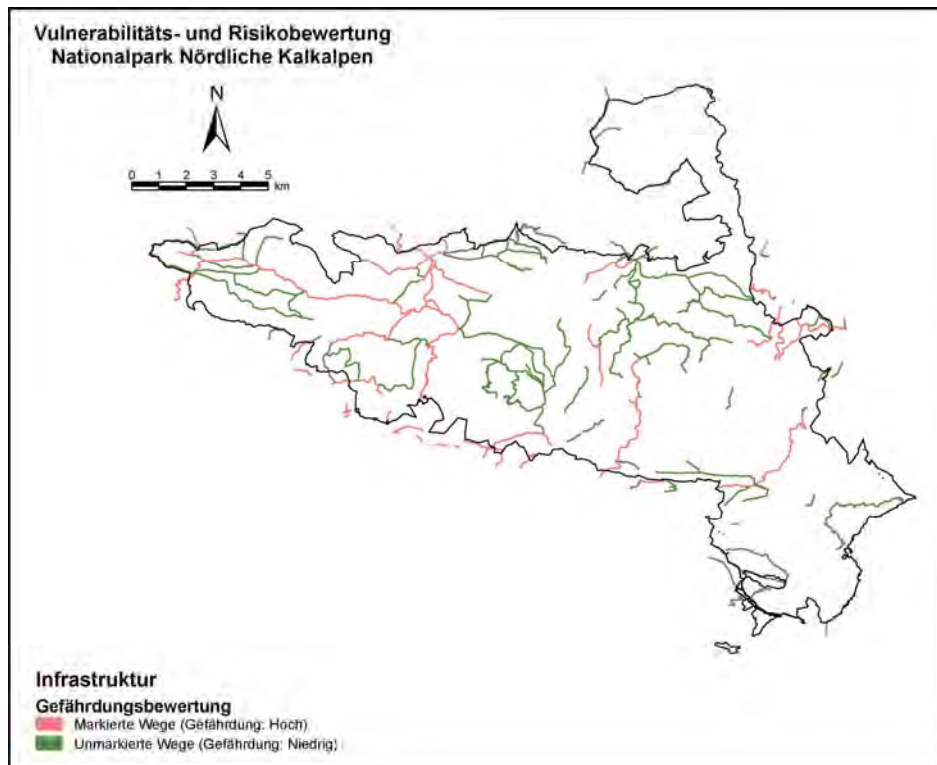 Vulnerabilitäts- und Risikobewertung
Nationalpark Nördliche Kalkalpen
N
0 1 2 3 4 5
km
Infrastruktur
Gefährdungsbewertung
Markierte Wege (Gefährdung: Hoch)
Unmarkierte Wege (Gefährdung: Niedrig)